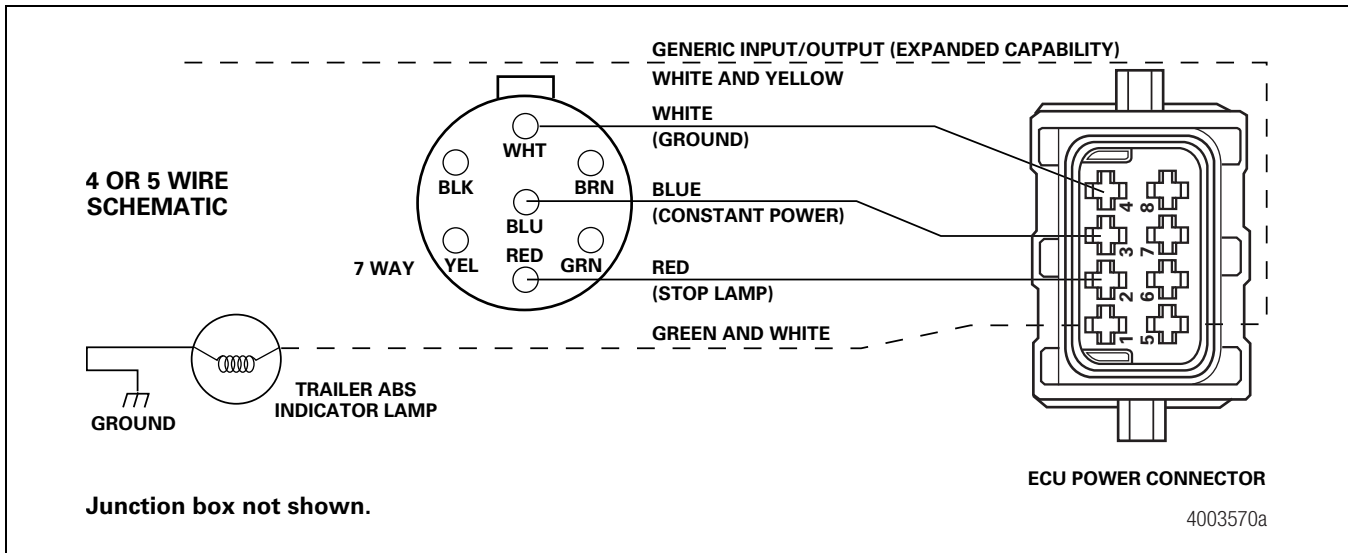 GENERIC INPUT/OUTPUT (EXPANDED CAPABILITY)
WHITE AND YELLOW
WHITE
(GROUND)
WHT
BLK
BRN
4 OR 5 WIRE
SCHEMATIC
BLUE
(CONSTANT POWER)
BLU
RED
YEL
GRN
7 WAY
RED
(STOP LAMP)
GREEN AND WHITE
4
8
3
7
2
6
1
5
TRAILER ABS
INDICATOR LAMP
GROUND
ECU POWER CONNECTOR
Junction box not shown.
4003570a